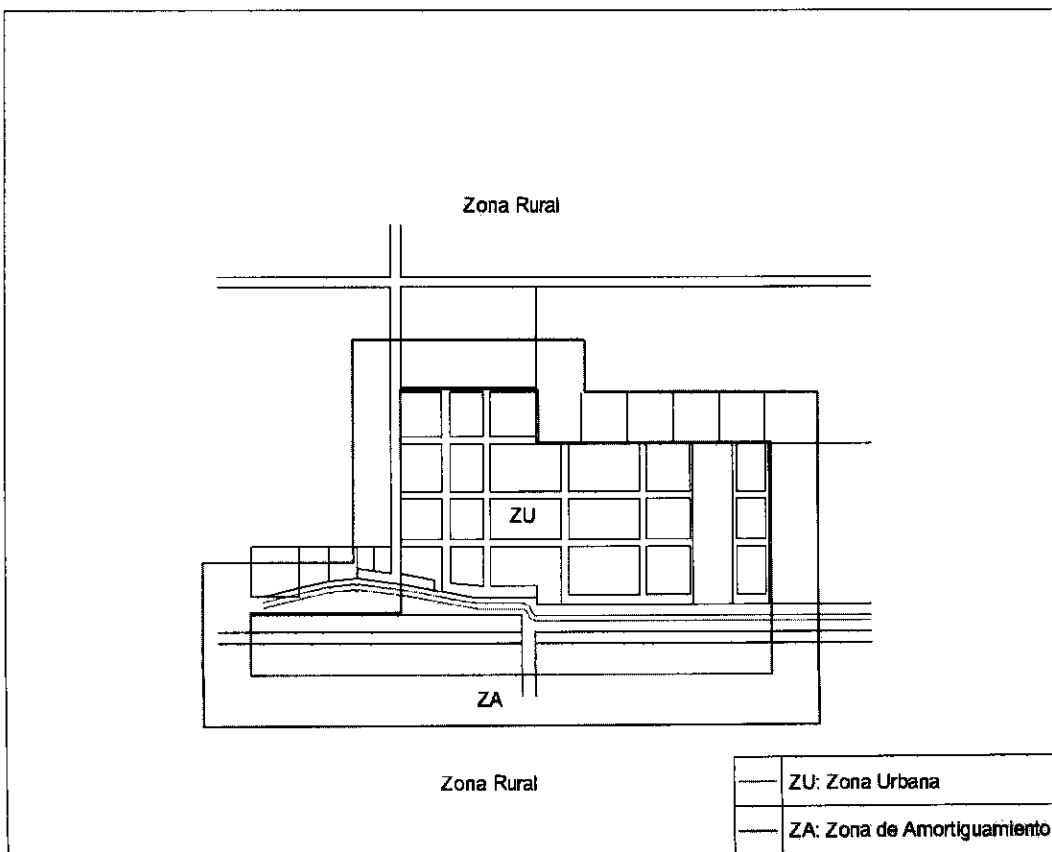 Zona Rural
ZU
ZA
Zona Rural
ZU: Zona Urbana
ZA: Zona de Amortiguamiento